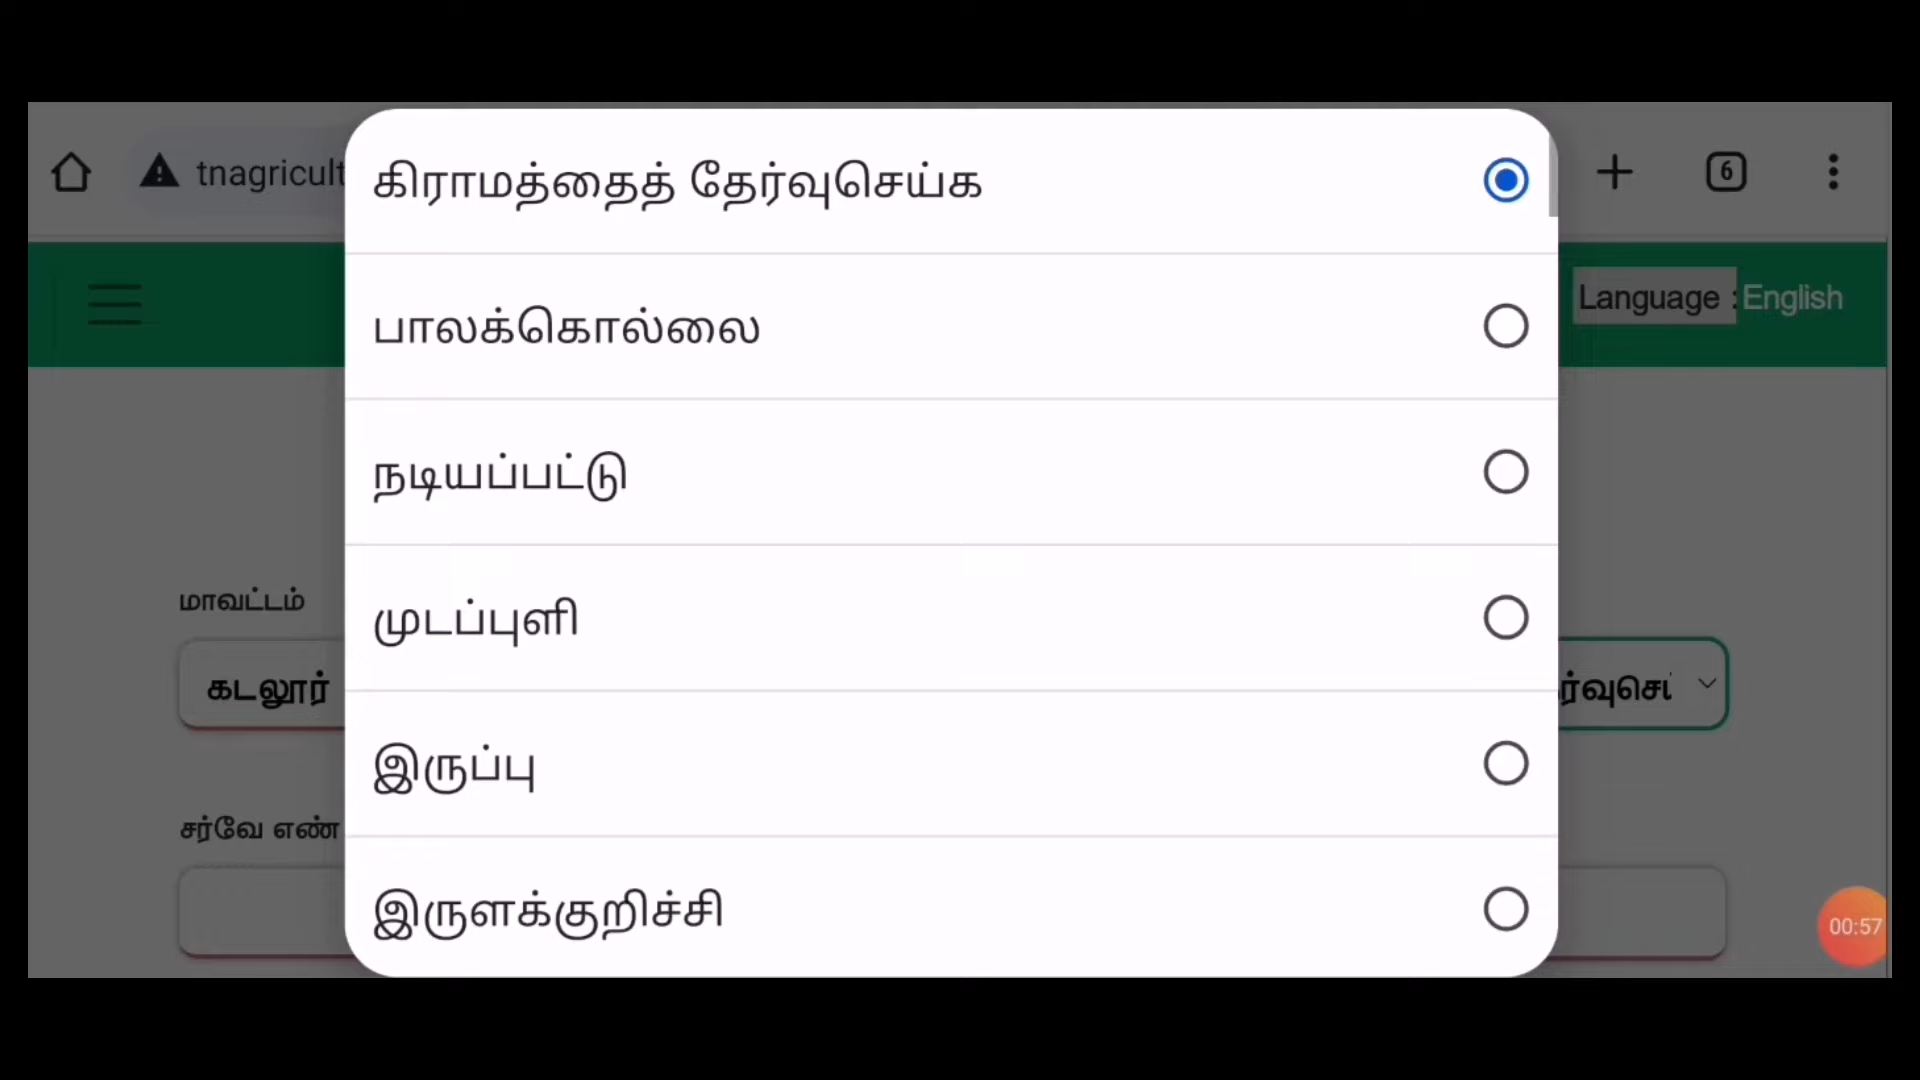 tnagricult
6
Language : English
கிராமத்தைத் தேர்வுசெய்க
பாலக்கொல்லை
நடியப்பட்டு
முடப்புளி
இருப்பு
இருளக்குறிச்சி
மாவட்டம்
கடலூர்
ர்வுசெ
சர்வே எண்
00:57